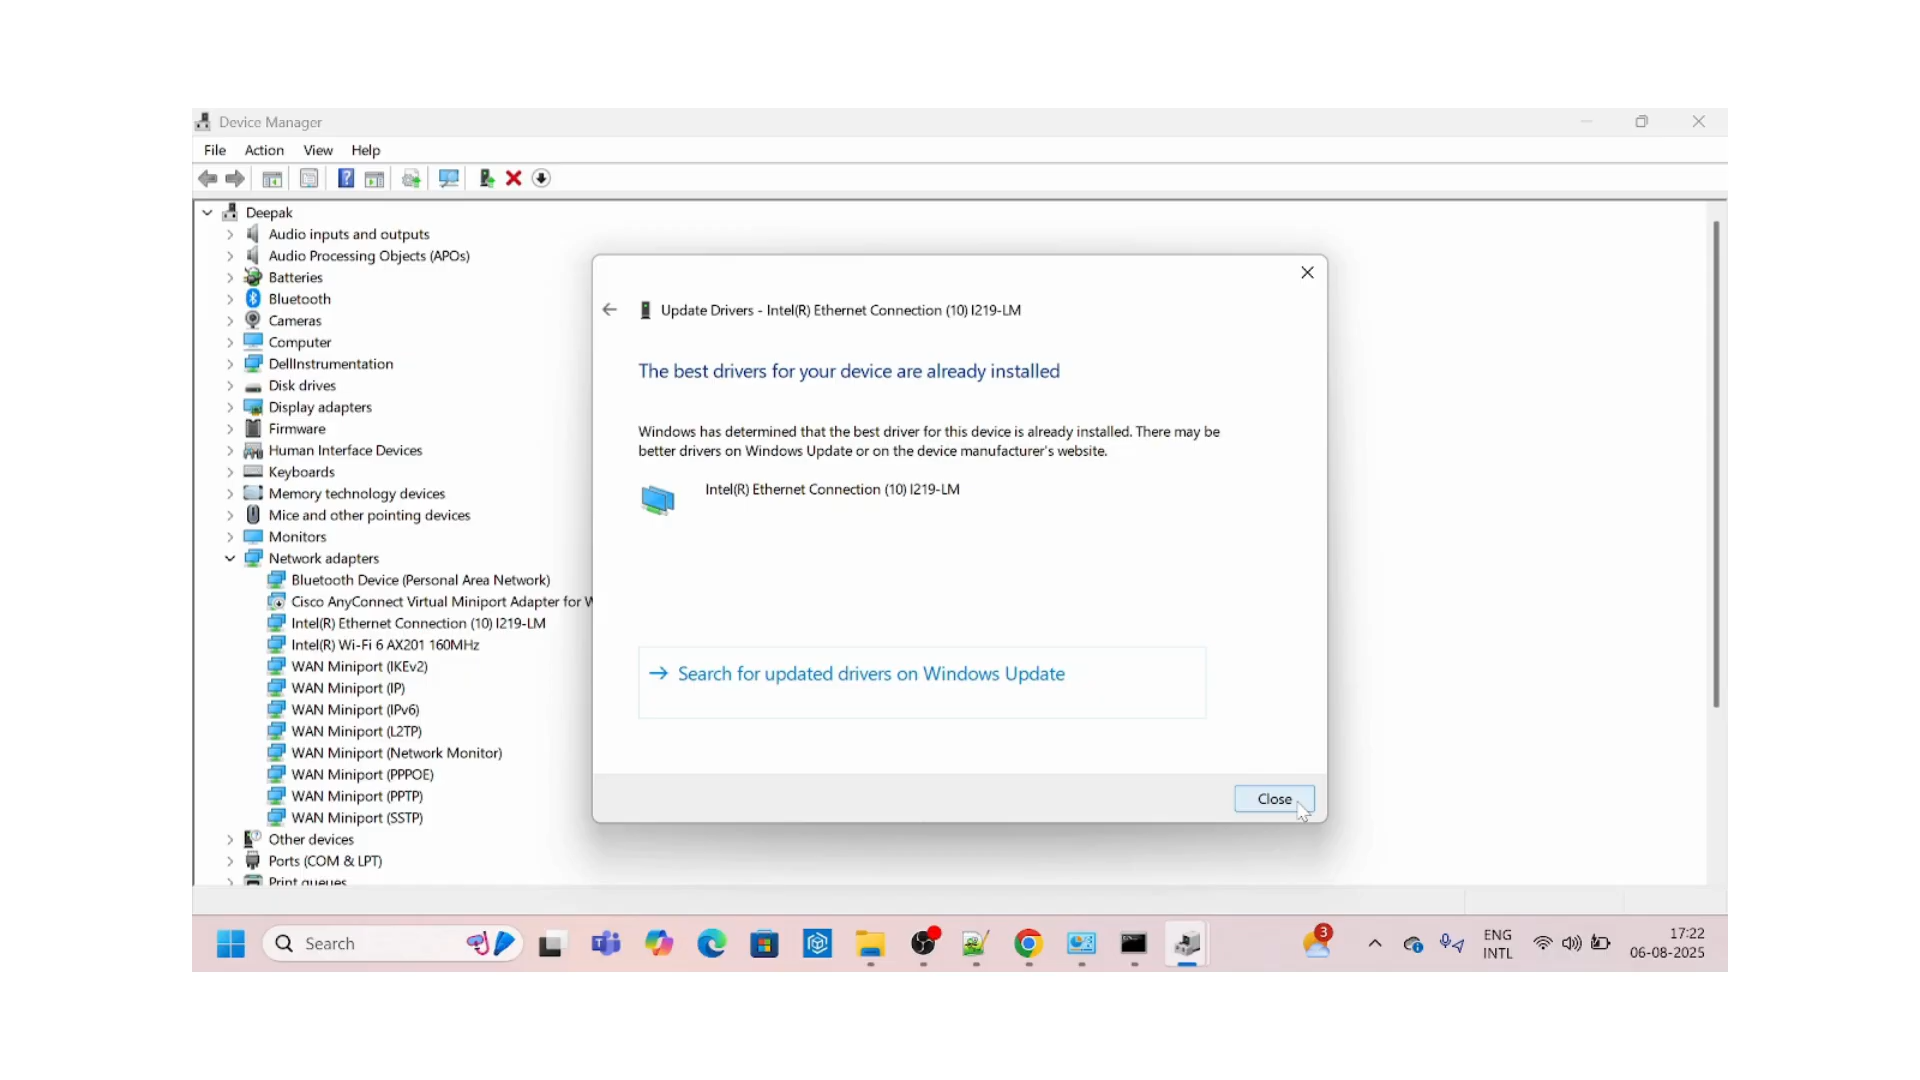 Device Manager
File Action View Help
Deepak
Audio inputs and outputs
Audio Processing Objects (APOs)
Batteries
Bluetooth
Cameras
Computer
DellInstrumentation
Disk drives
Display adapters
Firmware
Human Interface Devices
Keyboards
Memory technology devices
Mice and other pointing devices
Monitors
Network adapters
Bluetooth Device (Personal Area Network)
Cisco AnyConnect Virtual Miniport Adapter for W
Intel(R) Ethernet Connection (10) I219-LM
Intel(R) Wi-Fi 6 AX201 160MHz
WAN Miniport (IKEv2)
WAN Miniport (IP)
WAN Miniport (IPv6)
WAN Miniport (L2TP)
WAN Miniport (Network Monitor)
WAN Miniport (PPPOE)
WAN Miniport (PPTP)
WAN Miniport (SSTP)
Other devices
Ports (COM & LPT)
Print queues
Update Drivers - Intel(R) Ethernet Connection (10) I219-LM
The best drivers for your device are already installed
Windows has determined that the best driver for this device is already installed. There may be
better drivers on Windows Update or on the device manufacturer's website.
Intel(R) Ethernet Connection (10) I219-LM
Search for updated drivers on Windows Update
Close
Search
3
ENG
INTL
17:22
06-08-2025